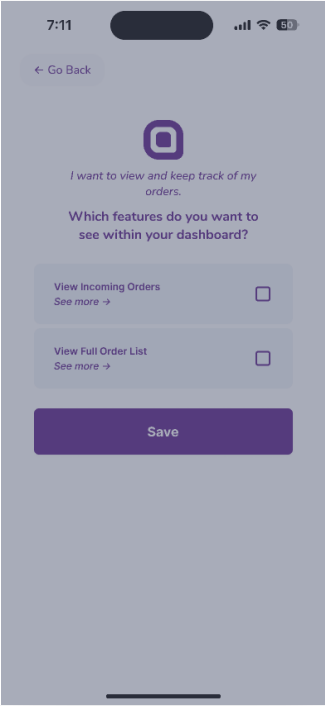 7:11
50
← Go Back
I want to view and keep track of my
orders.
Which features do you want to
see within your dashboard?
View Incoming Orders
See more →
View Full Order List
See more →
Save